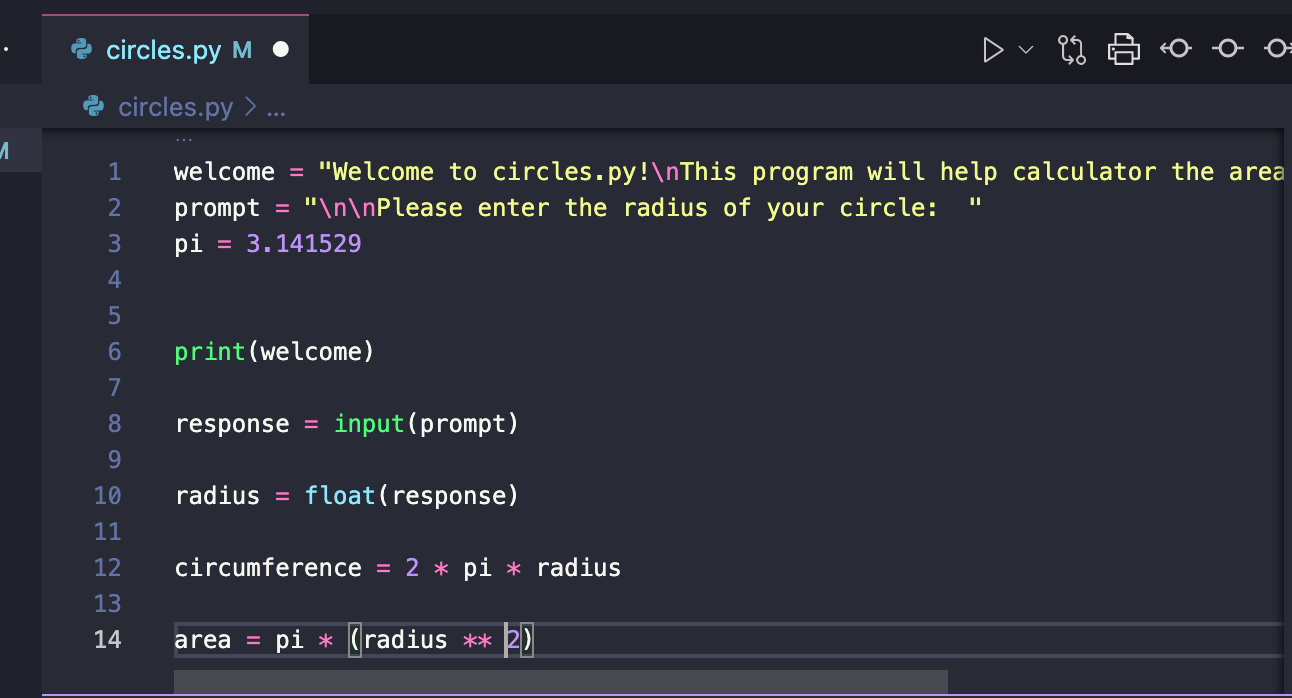 circles.py M
circles.py > ...
M
...
1 welcome = "Welcome to circles.py!\nThis program will help calculator the area
2 prompt = "\n\nPlease enter the radius of your circle:  "
3 pi = 3.141529
4
5
6 print(welcome)
7
8 response = input(prompt)
9
10 radius = float(response)
11
12 circumference = 2 * pi * radius
13
14 area = pi * (radius ** 2)